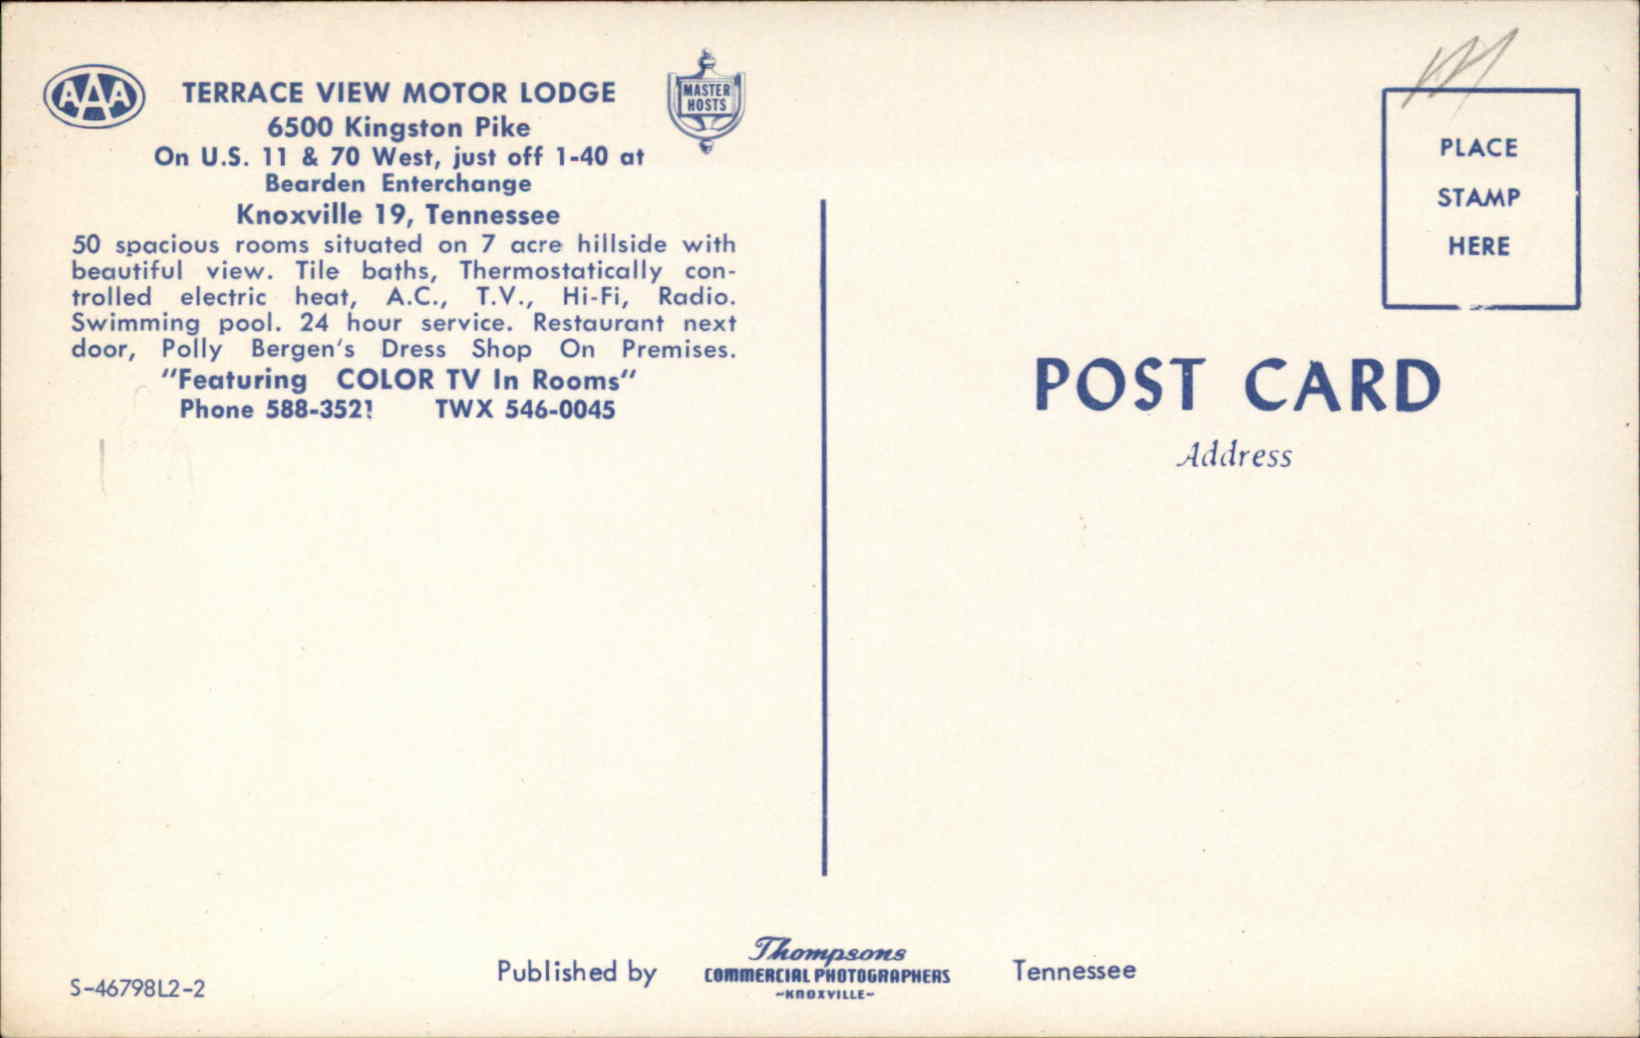 AAA
TERRACE VIEW MOTOR LODGE
MASTER
HOSTS
6500 Kingston Pike
On U.S. 11 & 70 West, just off 1-40 at
Bearden Enterchange
Knoxville 19, Tennessee
50 spacious rooms situated on 7 acre hillside with
beautiful view. Tile baths, Thermostatically con-
trolled electric heat, A.C., T.V., Hi-Fi, Radio.
Swimming pool. 24 hour service. Restaurant next
door, Polly Bergen's Dress Shop On Premises.
"Featuring COLOR TV In Rooms"
Phone 588-3521 TWX 546-0045
PLACE
STAMP
HERE
POST CARD
Address
S-46798L2-2
Published by
Thompsons
COMMERCIAL PHOTOGRAPHERS
-KNOXVILLE-
Tennessee